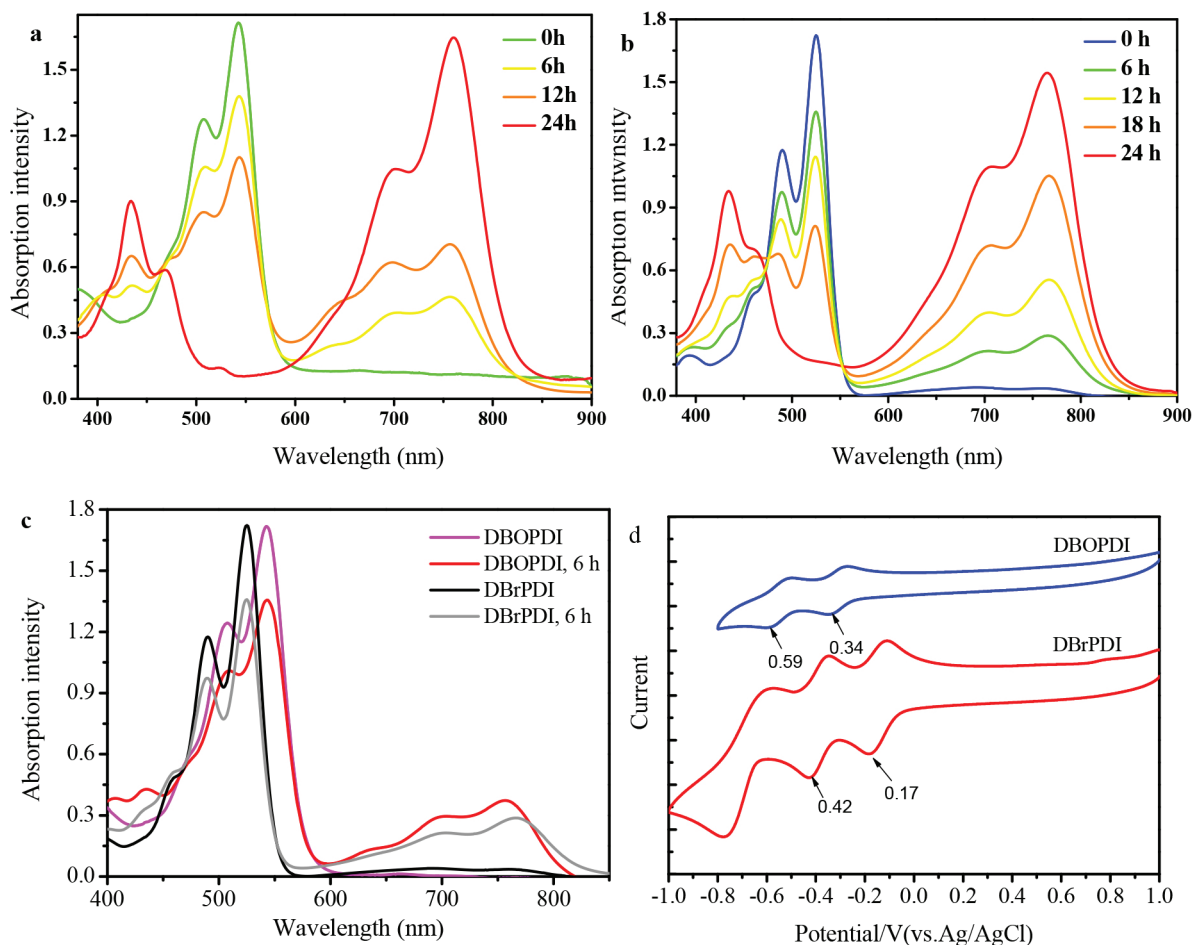 a
0h
6h
12h
24h
Absorption intensity
1.8
1.5
1.2
0.9
0.6
0.3
0.0
400 500 600 700 800 900
Wavelength (nm)
b
0 h
6 h
12 h
18 h
24 h
Absorption intwnsity
1.8
1.5
1.2
0.9
0.6
0.3
0.0
400 500 600 700 800 900
Wavelength (nm)
c
DBOPDI
DBOPDI, 6 h
DBrPDI
DBrPDI, 6 h
Absorption intensity
1.8
1.5
1.2
0.9
0.6
0.3
0.0
400 500 600 700 800
Wavelength (nm)
d
DBOPDI
0.59
0.34
DBrPDI
0.42
0.17
Current
-1.0 -0.8 -0.6 -0.4 -0.2 0.0 0.2 0.4 0.6 0.8 1.0
Potential/V(vs.Ag/AgCl)